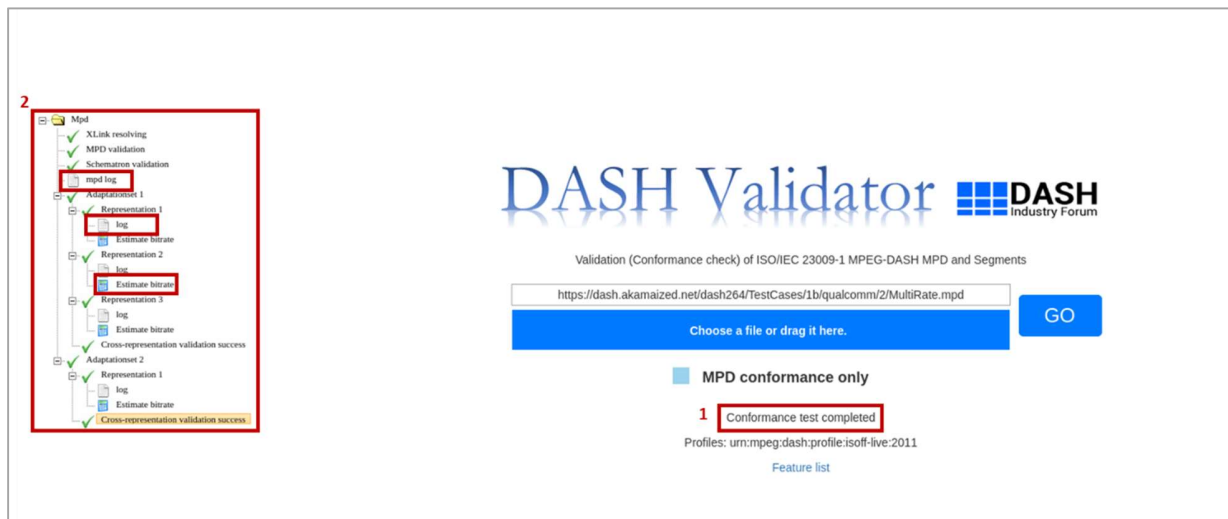 2
Mpd
XLink resolving
MPD validation
Schematron validation
mpd log
Adaptationset 1
Representation 1
log
Estimate bitrate
Representation 2
log
Estimate bitrate
Representation 3
log
Estimate bitrate
Cross-representation validation success
Adaptationset 2
Representation 1
log
Estimate bitrate
Cross-representation validation success
DASH Validator
DASH
Industry Forum
Validation (Conformance check) of ISO/IEC 23009-1 MPEG-DASH MPD and Segments
https://dash.akamaized.net/dash264/TestCases/1b/qualcomm/2/MultiRate.mpd
GO
Choose a file or drag it here.
MPD conformance only
1
Conformance test completed
Profiles: urn:mpeg:dash:profile:isoff-live:2011
Feature list